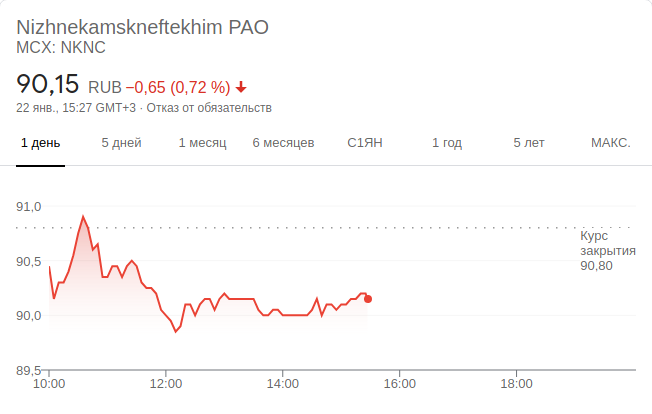 Nizhnekamskneftekhim PAO
MCX: NKNC
90,15 RUB −0,65 (0,72 %)
22 янв., 15:27 GMT+3 · Отказ от обязательств
1 день 5 дней 1 месяц 6 месяцев С1ЯН 1 год 5 лет МАКС.
91,0
Курс
закрытия
90,80
90,5
90,0
89,5
10:00 12:00 14:00 16:00 18:00